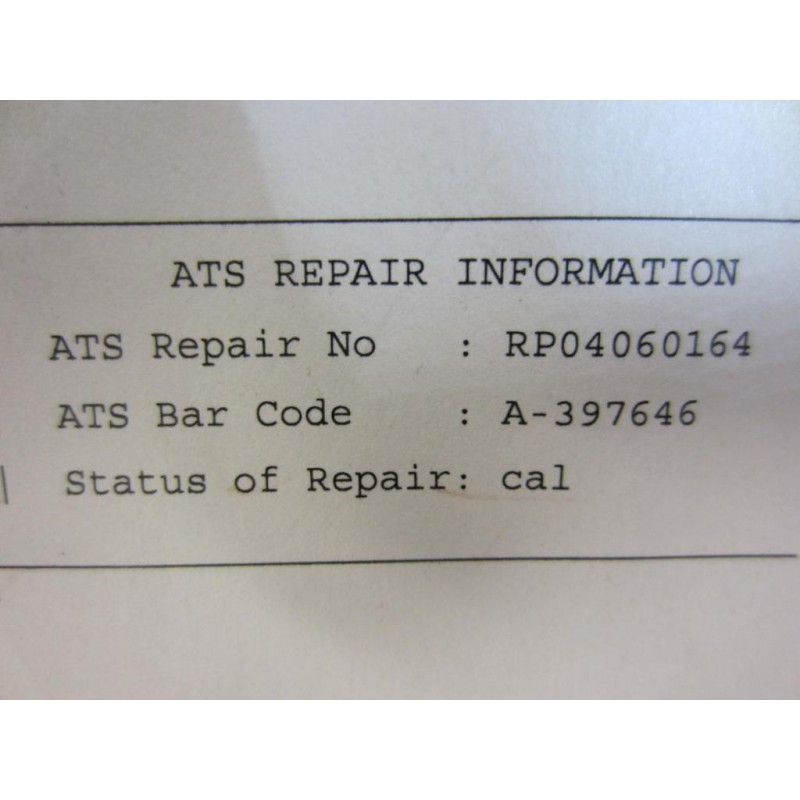 ATS REPAIR INFORMATION
ATS Repair No : RP04060164
ATS Bar Code : A-397646
Status of Repair: cal